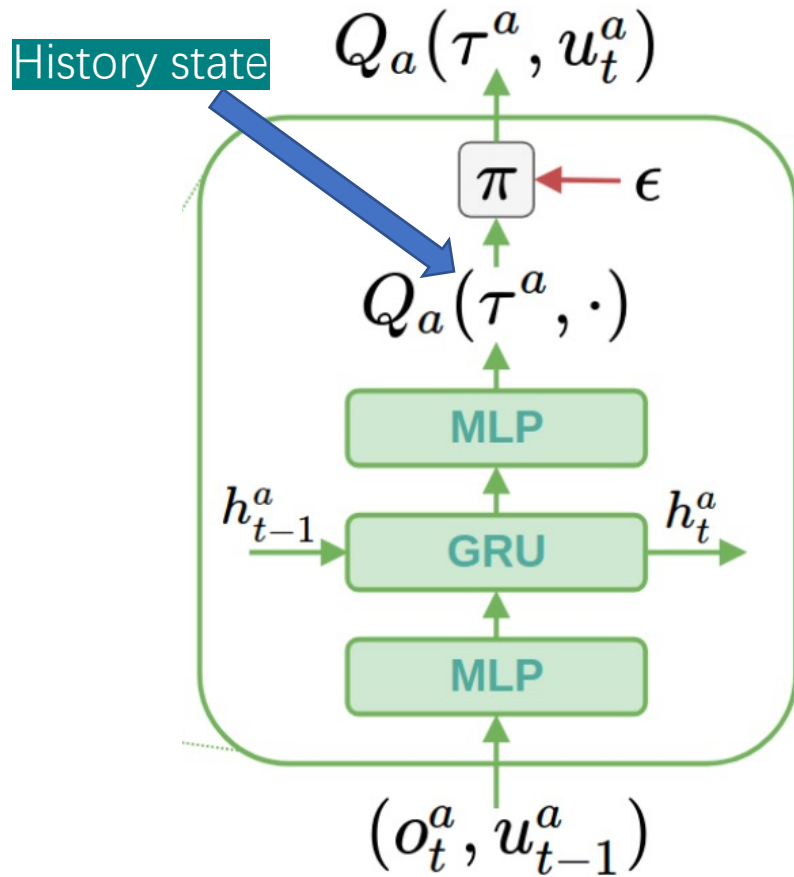 Qₐ(τᵃ, uₜᵃ)
History state
π
ϵ
Qₐ(τᵃ, ·)
MLP
hₜ₋₁ᵃ
GRU
hₜᵃ
MLP
(oₜᵃ, uₜ₋₁ᵃ)